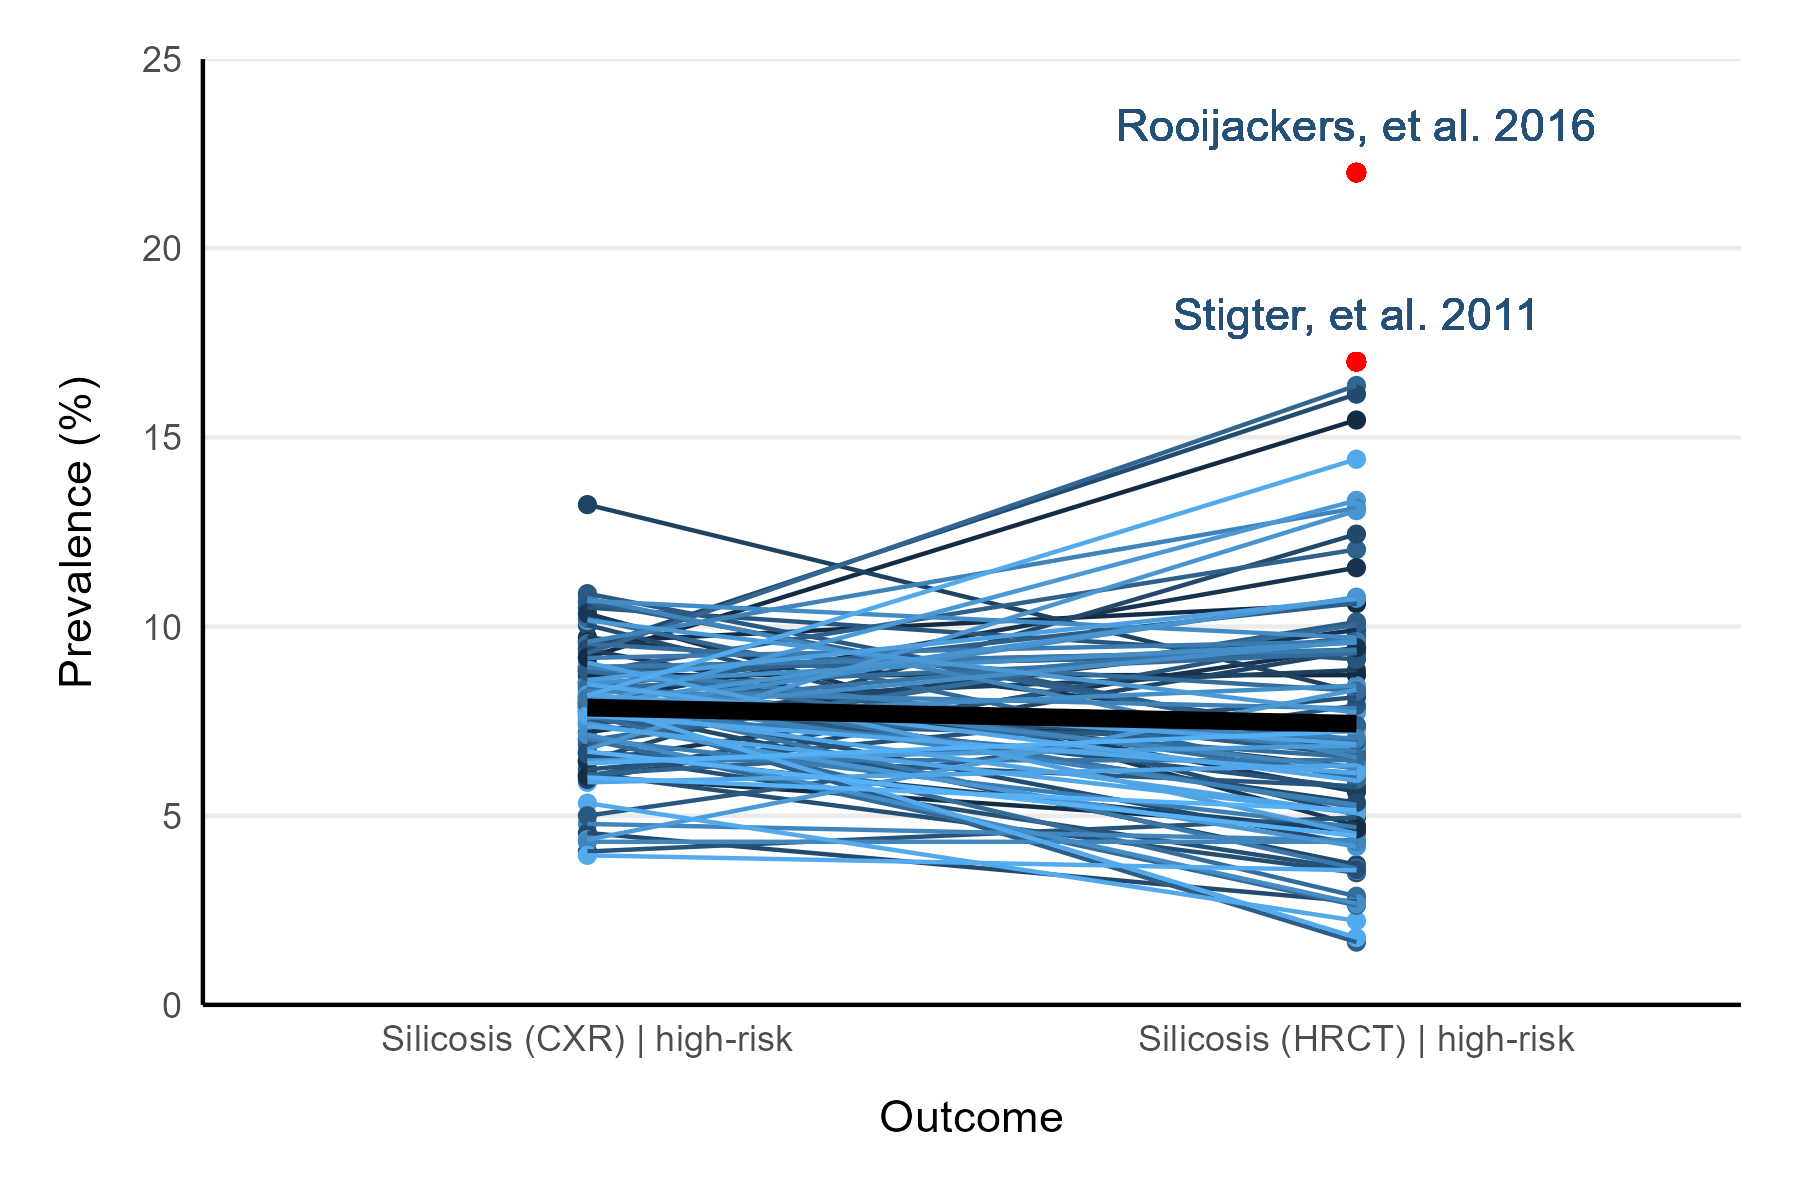 25
Rooijackers, et al. 2016
20
Stigter, et al. 2011
15
10
5
0
Prevalence (%)
Silicosis (CXR) | high-risk
Silicosis (HRCT) | high-risk
Outcome